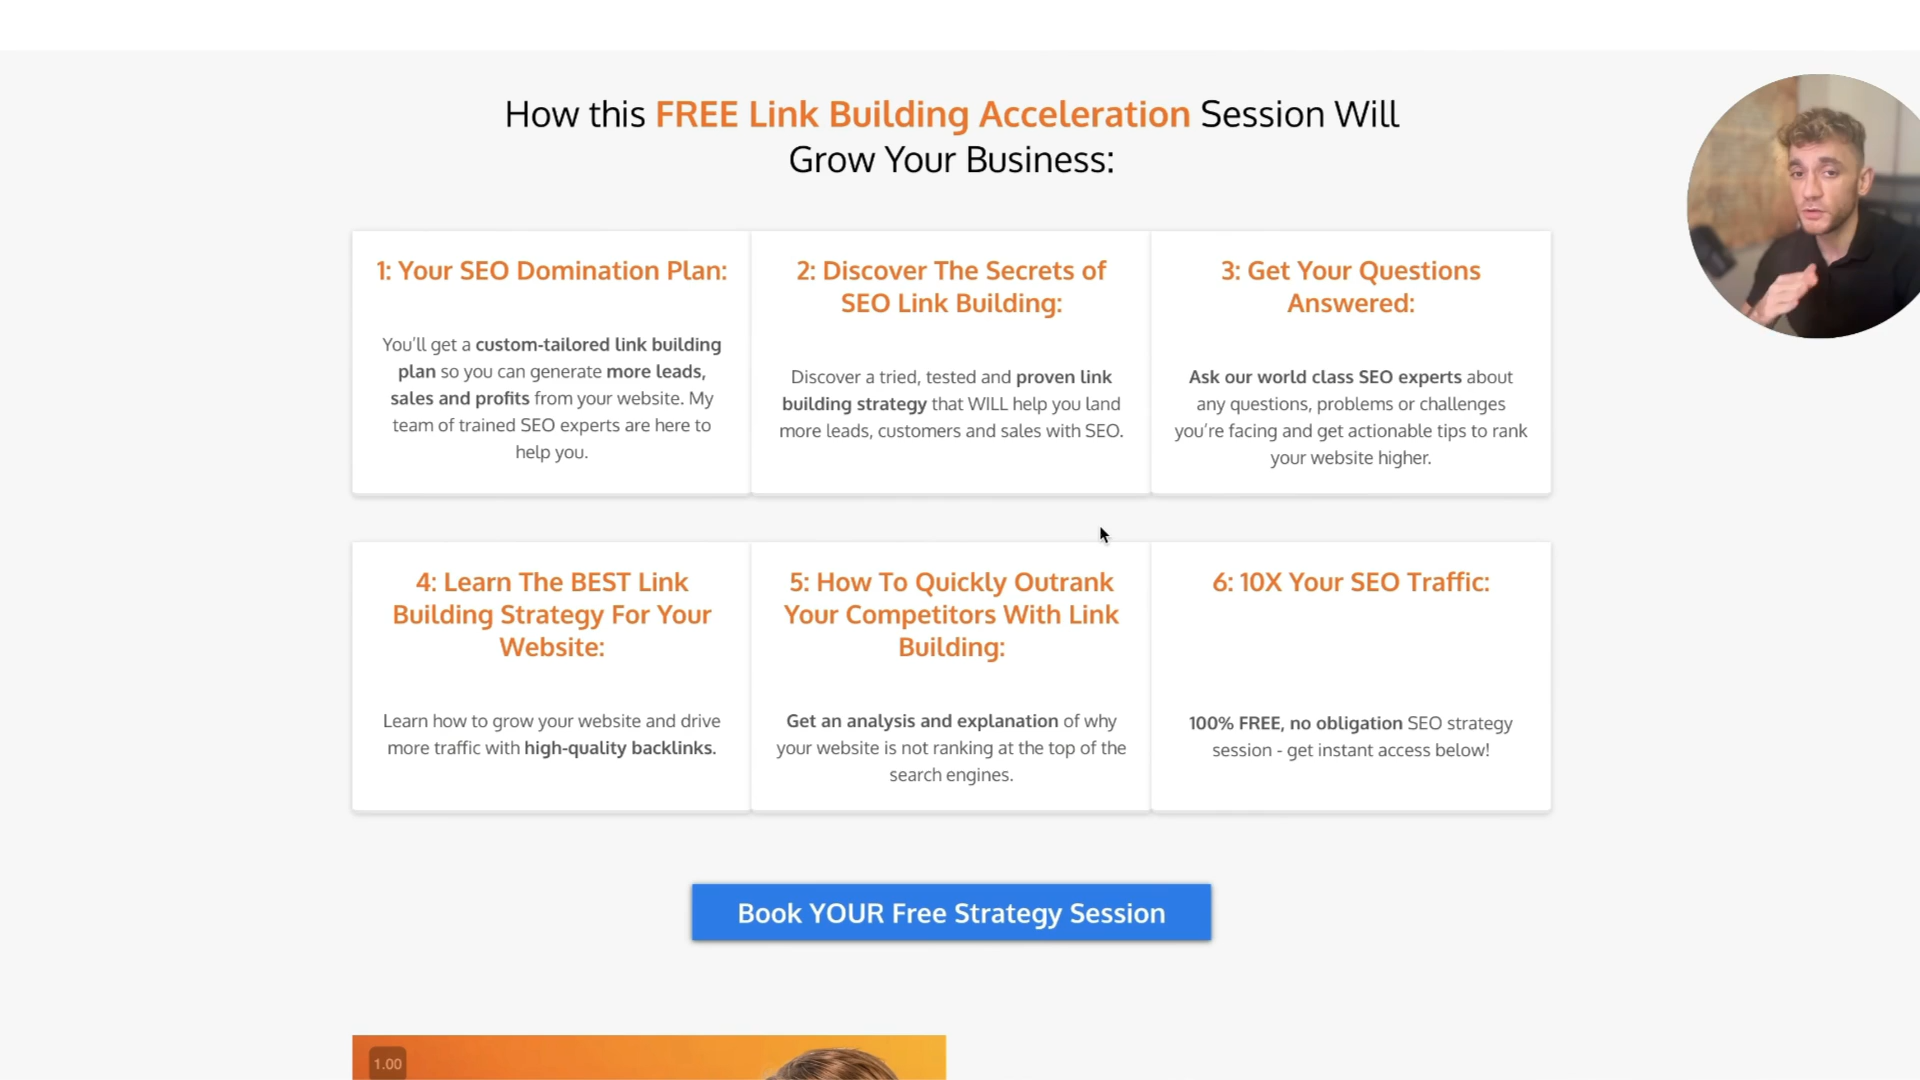 How this FREE Link Building Acceleration Session Will
Grow Your Business:
1: Your SEO Domination Plan:
You'll get a custom-tailored link building
plan so you can generate more leads,
sales and profits from your website. My
team of trained SEO experts are here to
help you.
2: Discover The Secrets of
SEO Link Building:
Discover a tried, tested and proven link
building strategy that WILL help you land
more leads, customers and sales with SEO.
3: Get Your Questions
Answered:
Ask our world class SEO experts about
any questions, problems or challenges
you're facing and get actionable tips to rank
your website higher.
4: Learn The BEST Link
Building Strategy For Your
Website:
Learn how to grow your website and drive
more traffic with high-quality backlinks.
5: How To Quickly Outrank
Your Competitors With Link
Building:
Get an analysis and explanation of why
your website is not ranking at the top of the
search engines.
6: 10X Your SEO Traffic:
100% FREE, no obligation SEO strategy
session - get instant access below!
Book YOUR Free Strategy Session
1.00